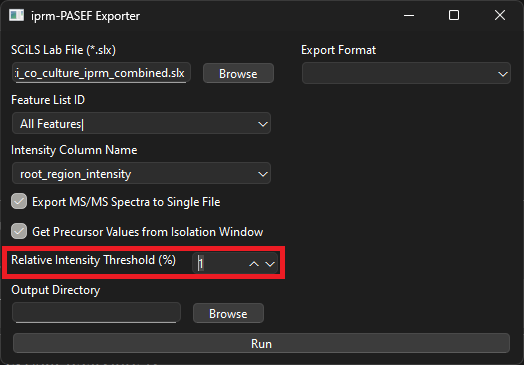 iprm-PASEF Exporter
SCiLS Lab File (*.slx)
Export Format
i_co_culture_iprm_combined.slx
Browse
Feature List ID
All Features
Intensity Column Name
root_region_intensity
Export MS/MS Spectra to Single File
Get Precursor Values from Isolation Window
Relative Intensity Threshold (%)
1
Output Directory
Browse
Run